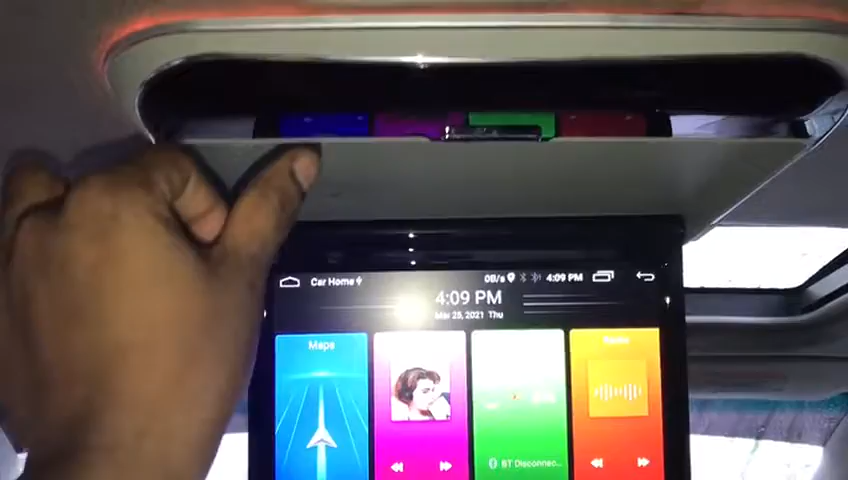 Car Home
0B/s
4:09 PM
4:09 PM
Mar 25, 2021 Thu
Maps
BT Disconnec...